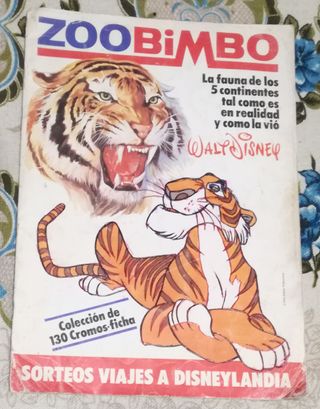 ZOOBiMBO
La fauna de los
5 continentes
tal como es
en realidad
y como la vió
WALT DISNEY
Colección de
130 Cromos-ficha
SORTEOS VIAJES A DISNEYLANDIA